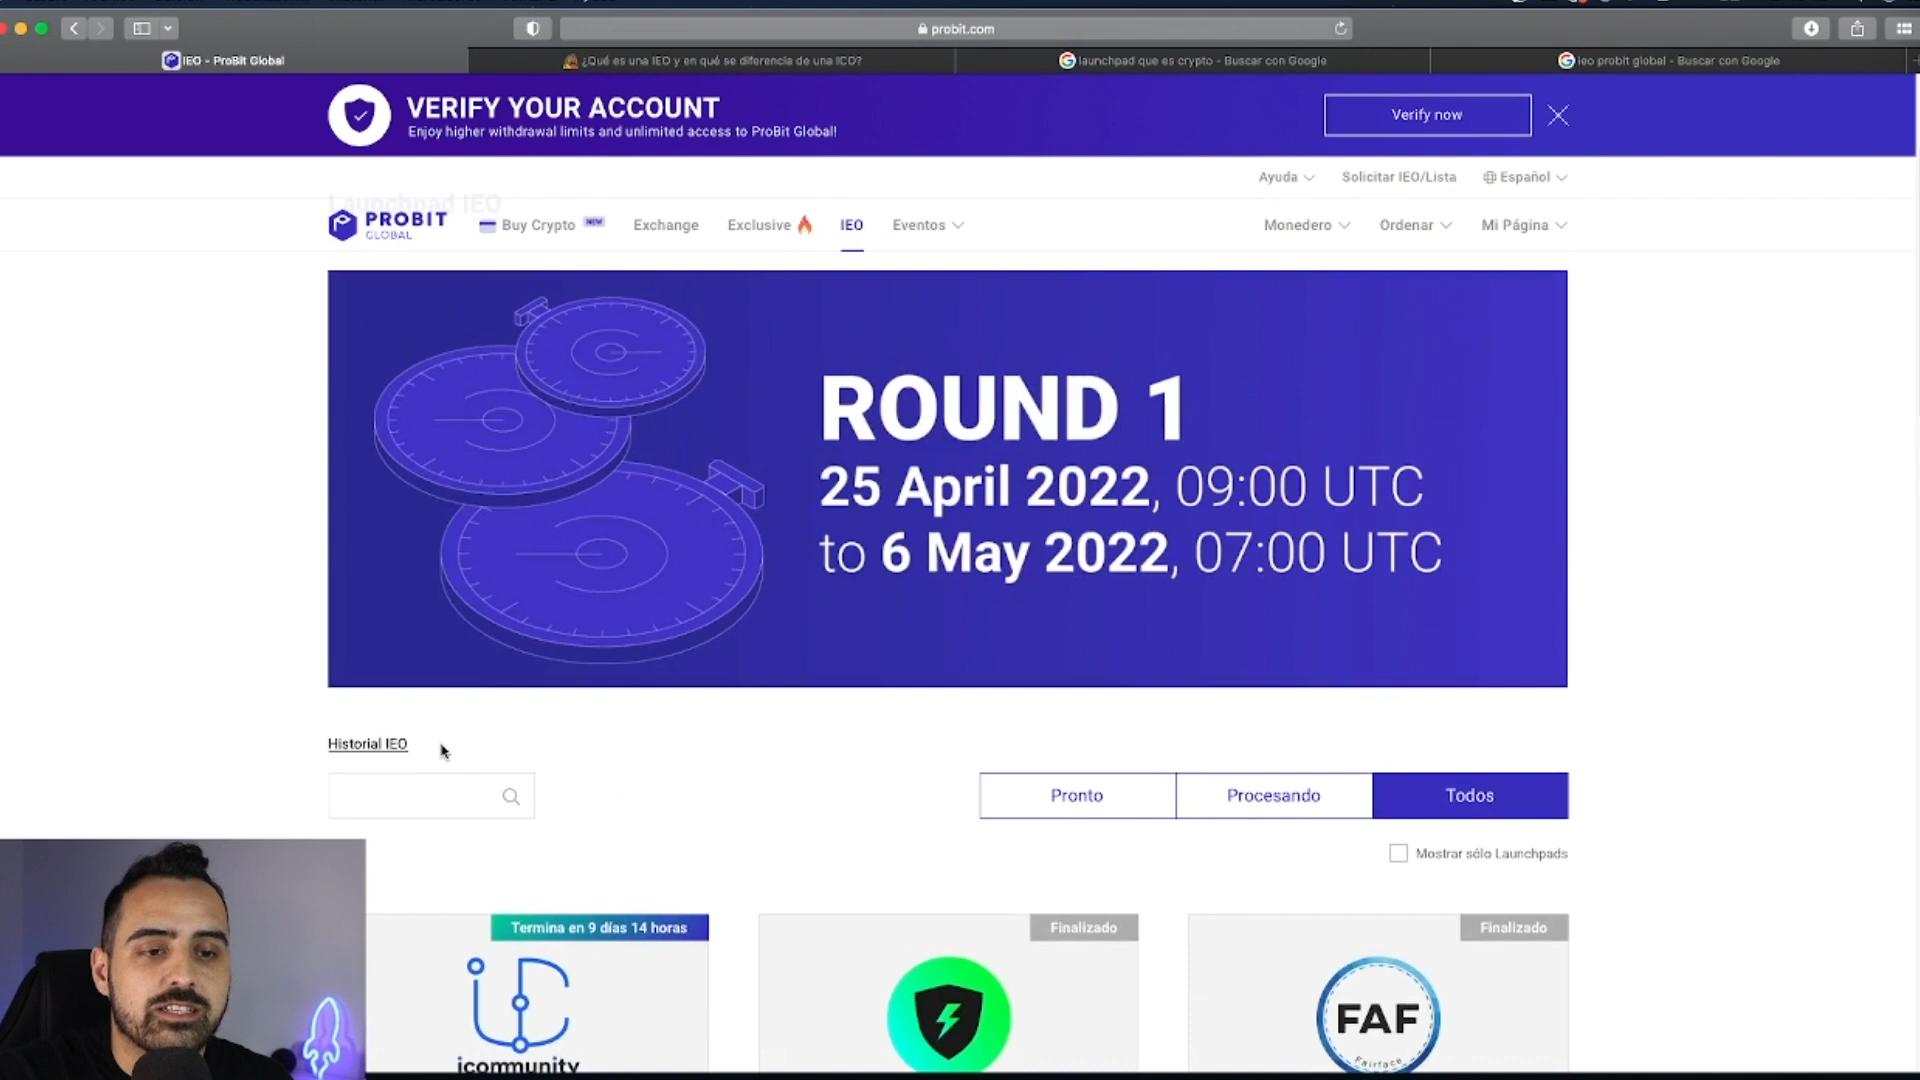 probit.com
IEO - ProBit Global
¿Qué es una IEO y en qué se diferencia de una ICO?
launchpad que es crypto - Buscar con Google
ieo probit global - Buscar con Google
VERIFY YOUR ACCOUNT
Enjoy higher withdrawal limits and unlimited access to ProBit Global!
Verify now
Ayuda
Solicitar IEO/Lista
Español
Launchpad IEO
PROBIT
GLOBAL
Buy Crypto
NEW
Exchange
Exclusive
IEO
Eventos
Monedero
Ordenar
Mi Página
ROUND 1
25 April 2022, 09:00 UTC
to 6 May 2022, 07:00 UTC
Historial IEO
Pronto
Procesando
Todos
Mostrar sólo Launchpads
Termina en 9 días 14 horas
Finalizado
Finalizado
icommunity
FAF
Fairface